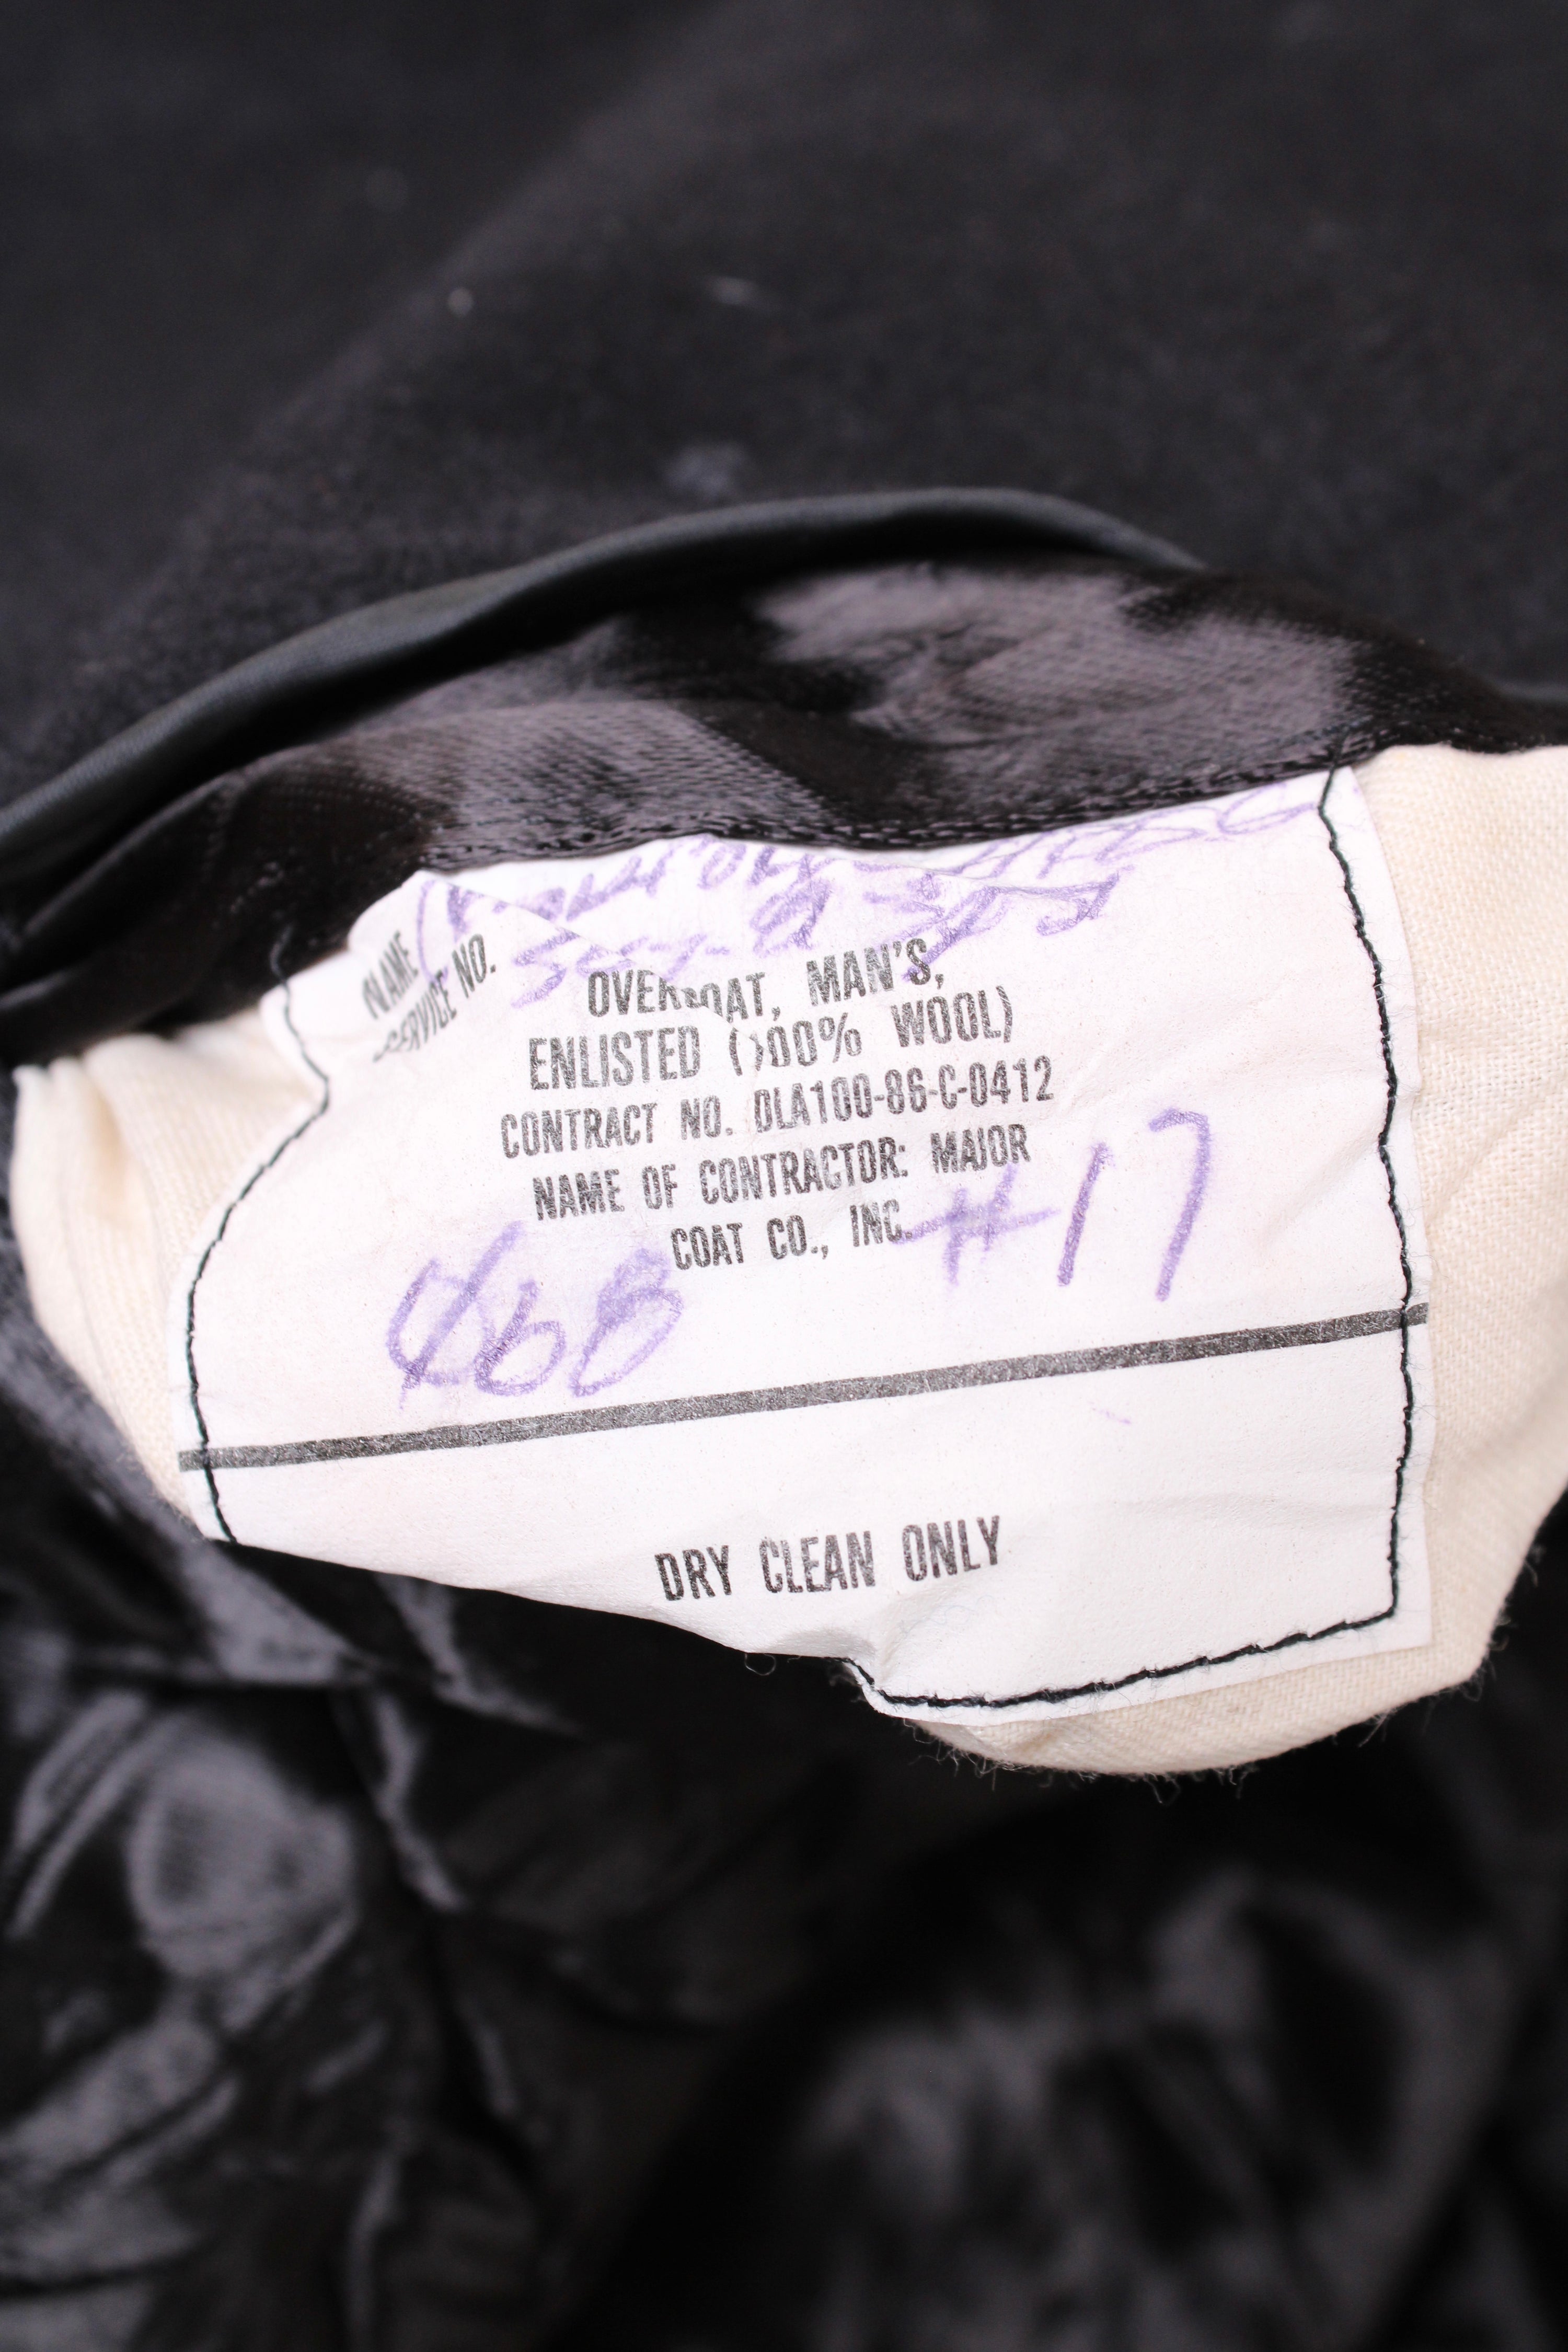 NAME
SERVICE NO.
OVERCOAT, MAN'S,
ENLISTED (100% WOOL)
CONTRACT NO. DLA100-86-C-0412
NAME OF CONTRACTOR: MAJOR
COAT CO., INC.
#17
DRY CLEAN ONLY